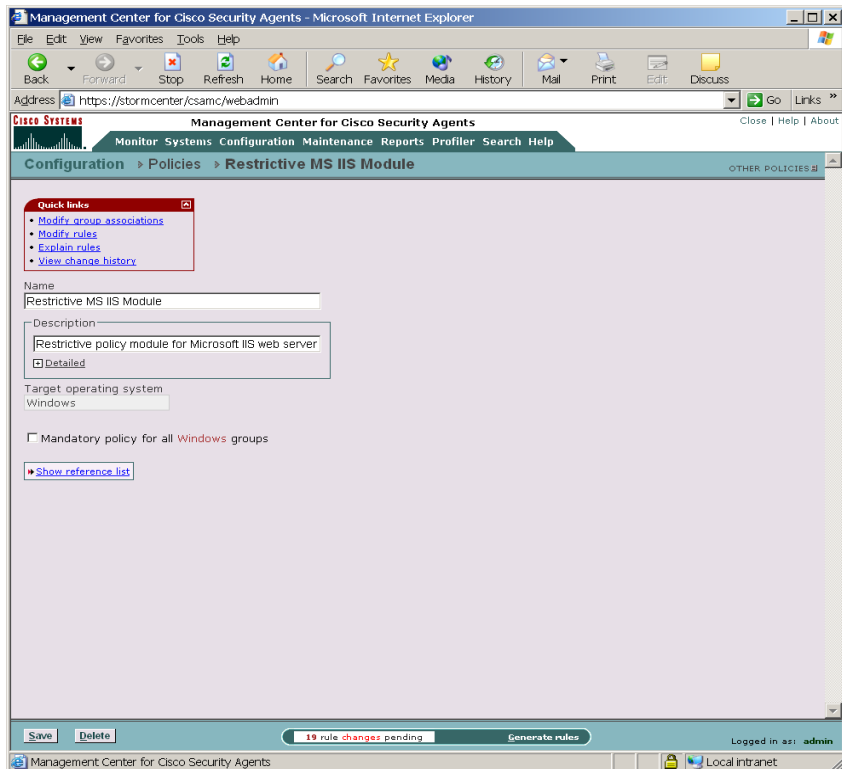 Management Center for Cisco Security Agents - Microsoft Internet Explorer
File Edit View Favorites Tools Help
Back Forward Stop Refresh Home Search Favorites Media History Mail Print Edit Discuss
Address https://stormcenter/csamc/webadmin Go Links »
CISCO SYSTEMS Management Center for Cisco Security Agents Close | Help | About
Monitor Systems Configuration Maintenance Reports Profiler Search Help
Configuration > Policies > Restrictive MS IIS Module OTHER POLICIES
Quick links
• Modify group associations
• Modify rules
• Explain rules
• View change history
Name
Restrictive MS IIS Module
Description
Restrictive policy module for Microsoft IIS web server
+ Detailed
Target operating system
Windows
Mandatory policy for all Windows groups
Show reference list
Save Delete 19 rule changes pending Generate rules Logged in as: admin
Management Center for Cisco Security Agents Local intranet